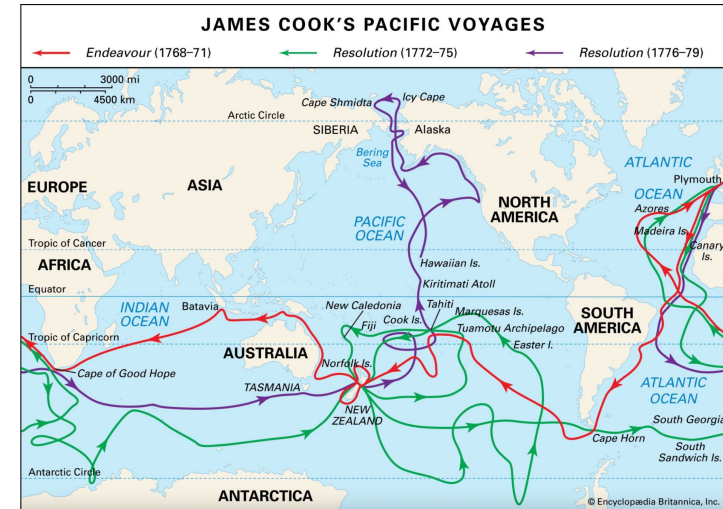 JAMES COOK'S PACIFIC VOYAGES
Endeavour (1768–71)
Resolution (1772–75)
Resolution (1776–79)
0 3000 mi
0 4500 km
Cape Shmidta
Icy Cape
Arctic Circle
SIBERIA
Alaska
Bering
Sea
ATLANTIC
OCEAN
Plymouth
EUROPE
ASIA
NORTH
AMERICA
Azores
Madeira Is.
Canary
Is.
PACIFIC
OCEAN
Tropic of Cancer
AFRICA
Hawaiian Is.
Kiritimati Atoll
Equator
INDIAN
OCEAN
Batavia
New Caledonia
Fiji
Cook Is.
Tahiti
Marquesas Is.
Tuamotu Archipelago
Easter I.
SOUTH
AMERICA
Tropic of Capricorn
AUSTRALIA
Norfolk Is.
Cape of Good Hope
TASMANIA
NEW
ZEALAND
ATLANTIC
OCEAN
Cape Horn
South Georgia
South
Sandwich Is.
Antarctic Circle
ANTARCTICA
© Encyclopædia Britannica, Inc.